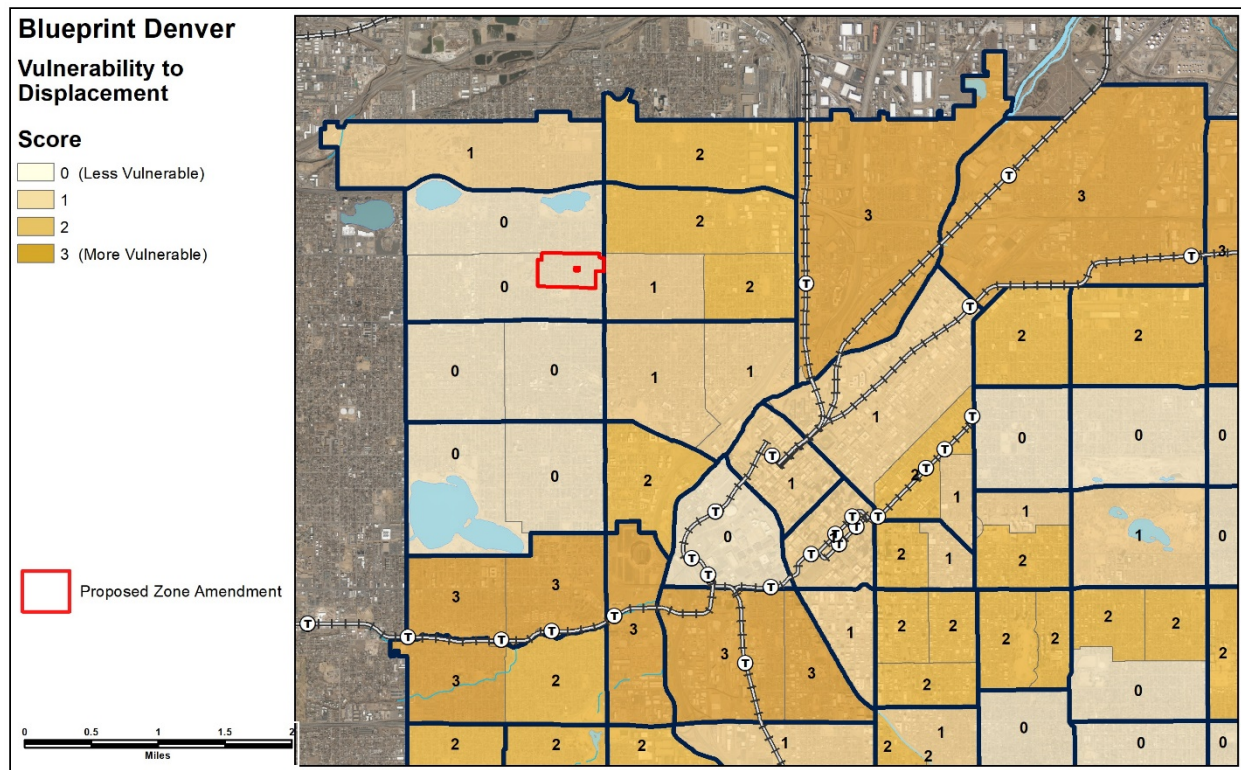 Blueprint Denver
Vulnerability to
Displacement
Score
0 (Less Vulnerable)
1
2
3 (More Vulnerable)
Proposed Zone Amendment
0 0.5 1 1.5 2
Miles
1 2
3 3
0 2
T
T 3
0 1 2 T
T
2 2
0 0 1 1
1 T
0 0 0
0 0 2 T
T 2
T 1 1 1
T T T T 1 0
0 T T
T T 2 1 2
T T
3 3
T T T T T 3 3 1 2 2 2 2 2 2 2
T
3 2 3 2 0
2 2 2 1 2 1 2 0 0 0